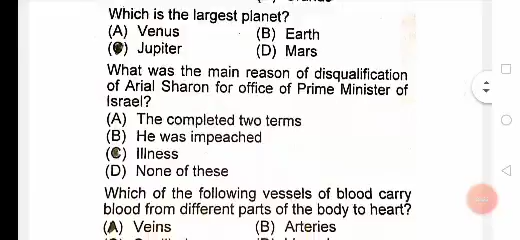 Which is the largest planet?
(A) Venus (B) Earth
(C) Jupiter (D) Mars
What was the main reason of disqualification
of Arial Sharon for office of Prime Minister of
Israel?
(A) The completed two terms
(B) He was impeached
(C) Illness
(D) None of these
Which of the following vessels of blood carry
blood from different parts of the body to heart?
(A) Veins (B) Arteries